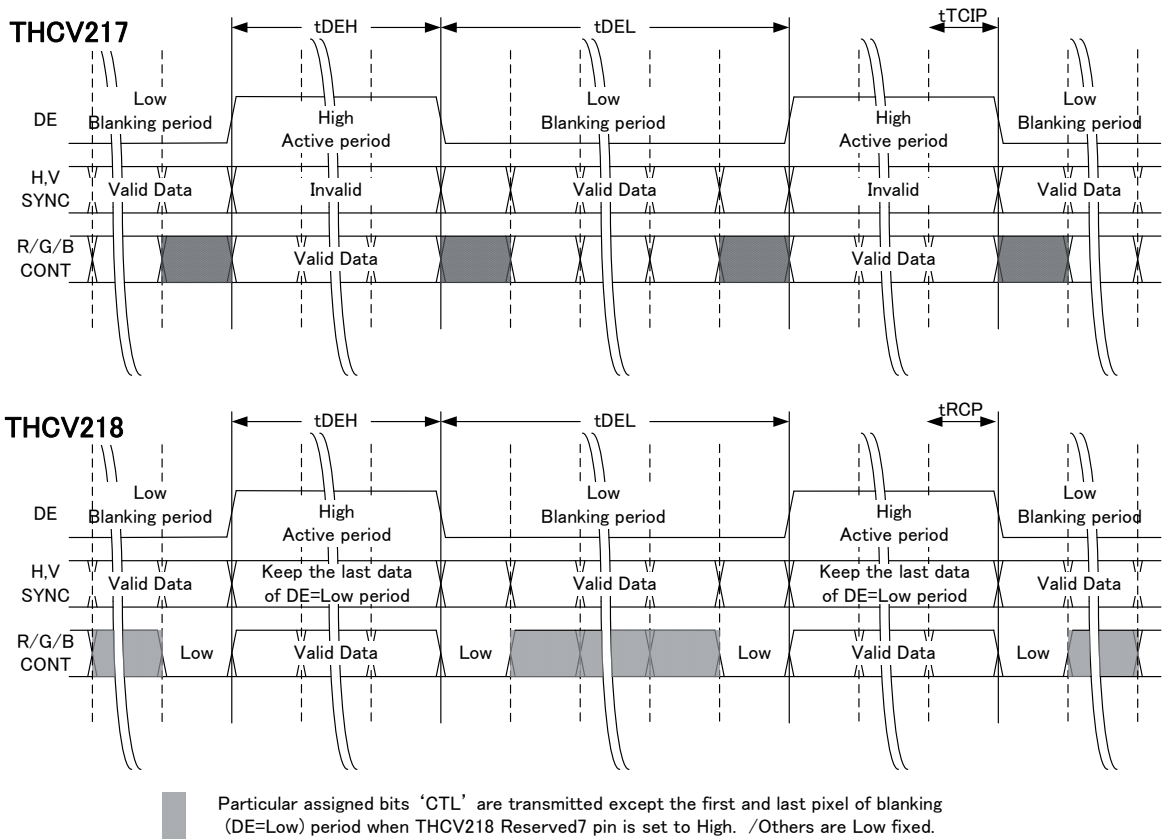 THCV217
tDEH
tDEL
tTCIP
DE
Low
Blanking period
High
Active period
Low
Blanking period
High
Active period
Low
Blanking period
H,V
SYNC
Valid Data
Invalid
Valid Data
Invalid
Valid Data
R/G/B
CONT
Valid Data
Valid Data
THCV218
tDEH
tDEL
tRCP
DE
Low
Blanking period
High
Active period
Low
Blanking period
High
Active period
Low
Blanking period
H,V
SYNC
Valid Data
Keep the last data
of DE=Low period
Valid Data
Keep the last data
of DE=Low period
Valid Data
R/G/B
CONT
Low
Valid Data
Low
Low
Valid Data
Low
Particular assigned bits 'CTL' are transmitted except the first and last pixel of blanking
(DE=Low) period when THCV218 Reserved7 pin is set to High. /Others are Low fixed.